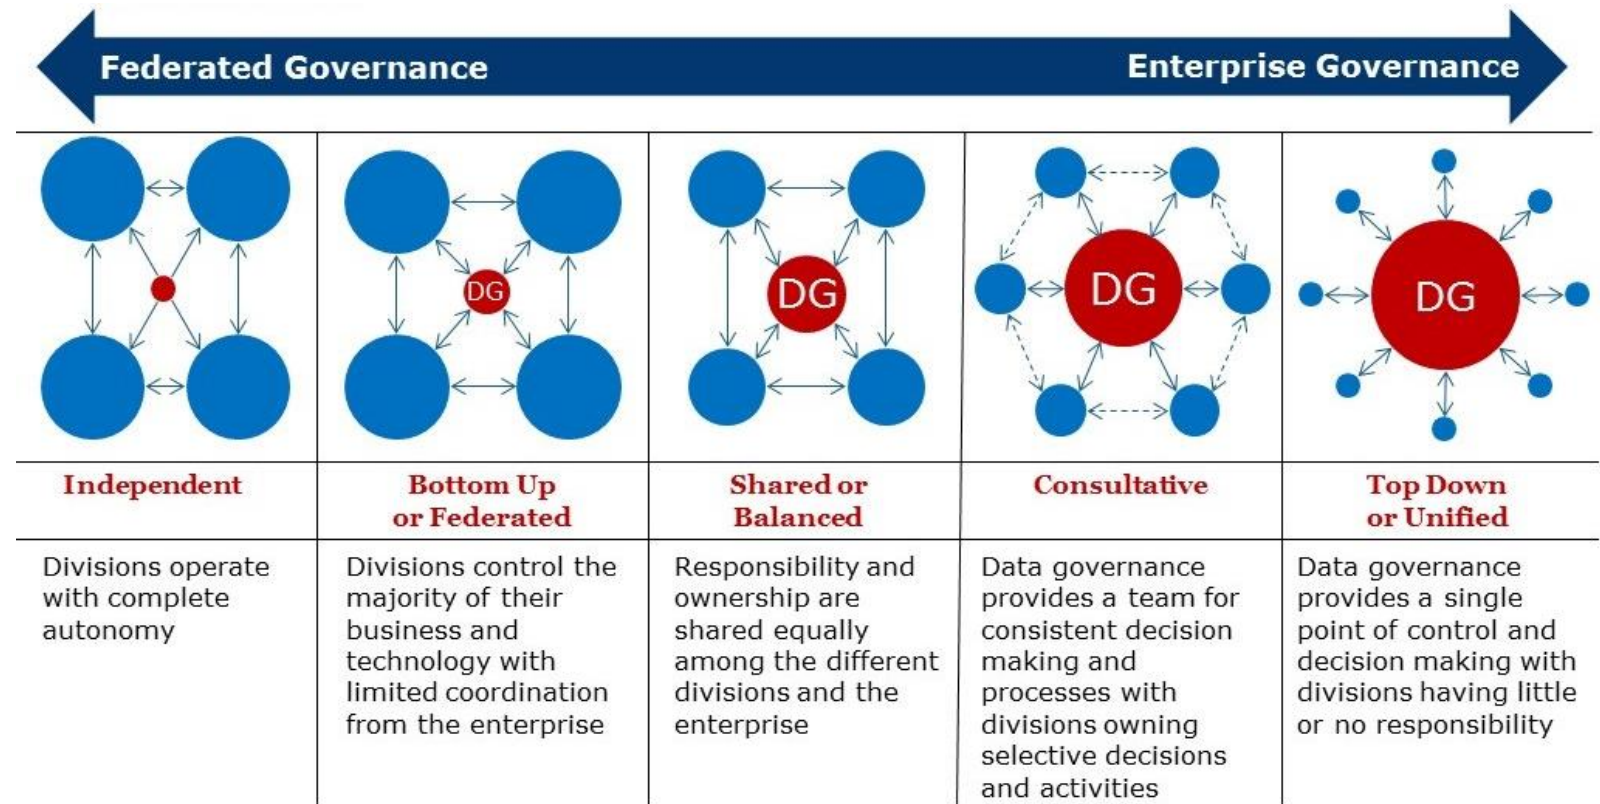 Federated Governance
Enterprise Governance
DG
DG
DG
DG
Independent
Bottom Up
or Federated
Shared or
Balanced
Consultative
Top Down
or Unified
Divisions operate
with complete
autonomy
Divisions control the
majority of their
business and
technology with
limited coordination
from the enterprise
Responsibility and
ownership are
shared equally
among the different
divisions and the
enterprise
Data governance
provides a team for
consistent decision
making and
processes with
divisions owning
selective decisions
and activities
Data governance
provides a single
point of control and
decision making with
divisions having little
or no responsibility